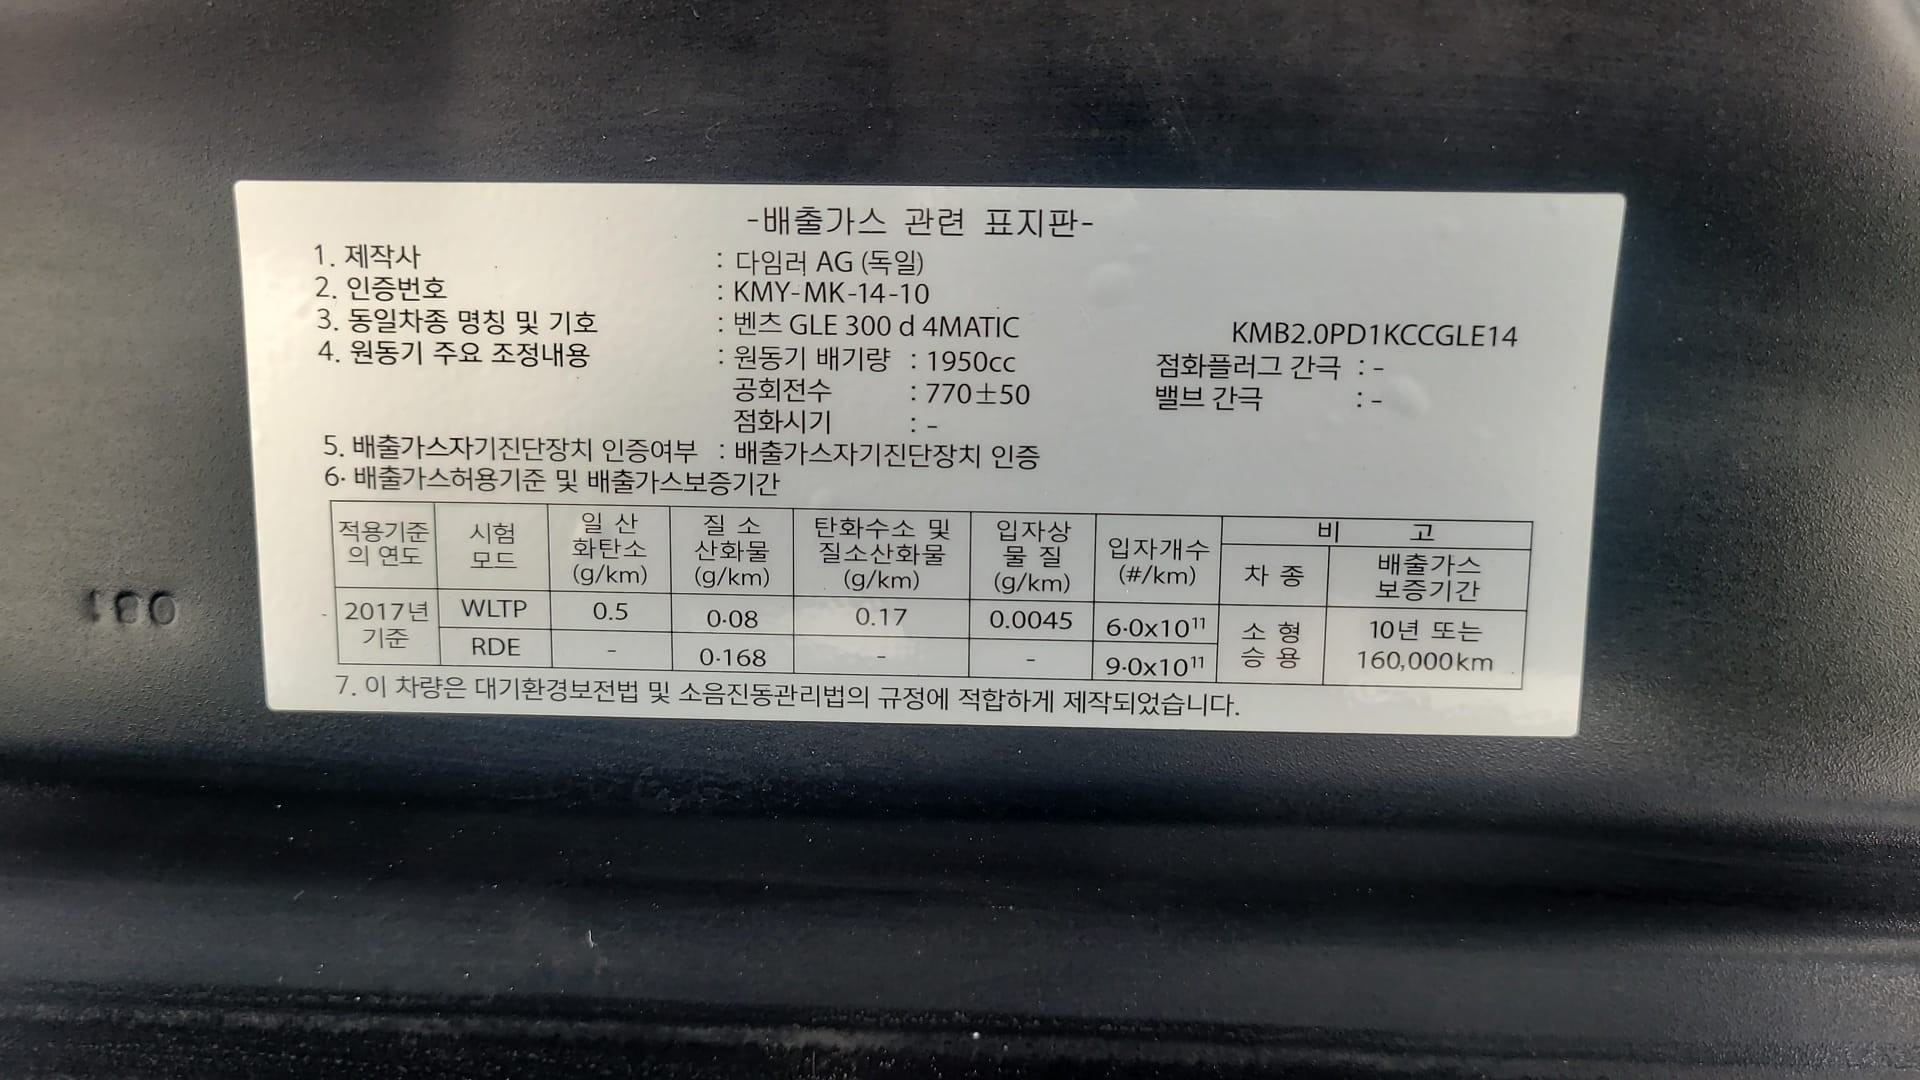 -배출가스 관련 표지판-
1. 제작사 : 다임러 AG (독일)
2. 인증번호 : KMY-MK-14-10
3. 동일차종 명칭 및 기호 : 벤츠 GLE 300 d 4MATIC KMB2.0PD1KCCGLE14
4. 원동기 주요 조정내용 : 원동기 배기량 : 1950cc 점화플러그 간극 : -
공회전수 : 770±50 밸브 간극 : -
점화시기 : -
5. 배출가스자기진단장치 인증여부 : 배출가스자기진단장치 인증
6. 배출가스허용기준 및 배출가스보증기간
적용기준의 연도 시험모드 일산화탄소 (g/km) 질소산화물 (g/km) 탄화수소 및 질소산화물 (g/km) 입자상물질 (g/km) 입자개수 (#/km) 비고
차종 배출가스 보증기간
2017년 기준 WLTP 0.5 0.08 0.17 0.0045 6.0x10¹¹ 소형승용 10년 또는 160,000km
RDE - 0.168 - - 9.0x10¹¹
7. 이 차량은 대기환경보전법 및 소음진동관리법의 규정에 적합하게 제작되었습니다.